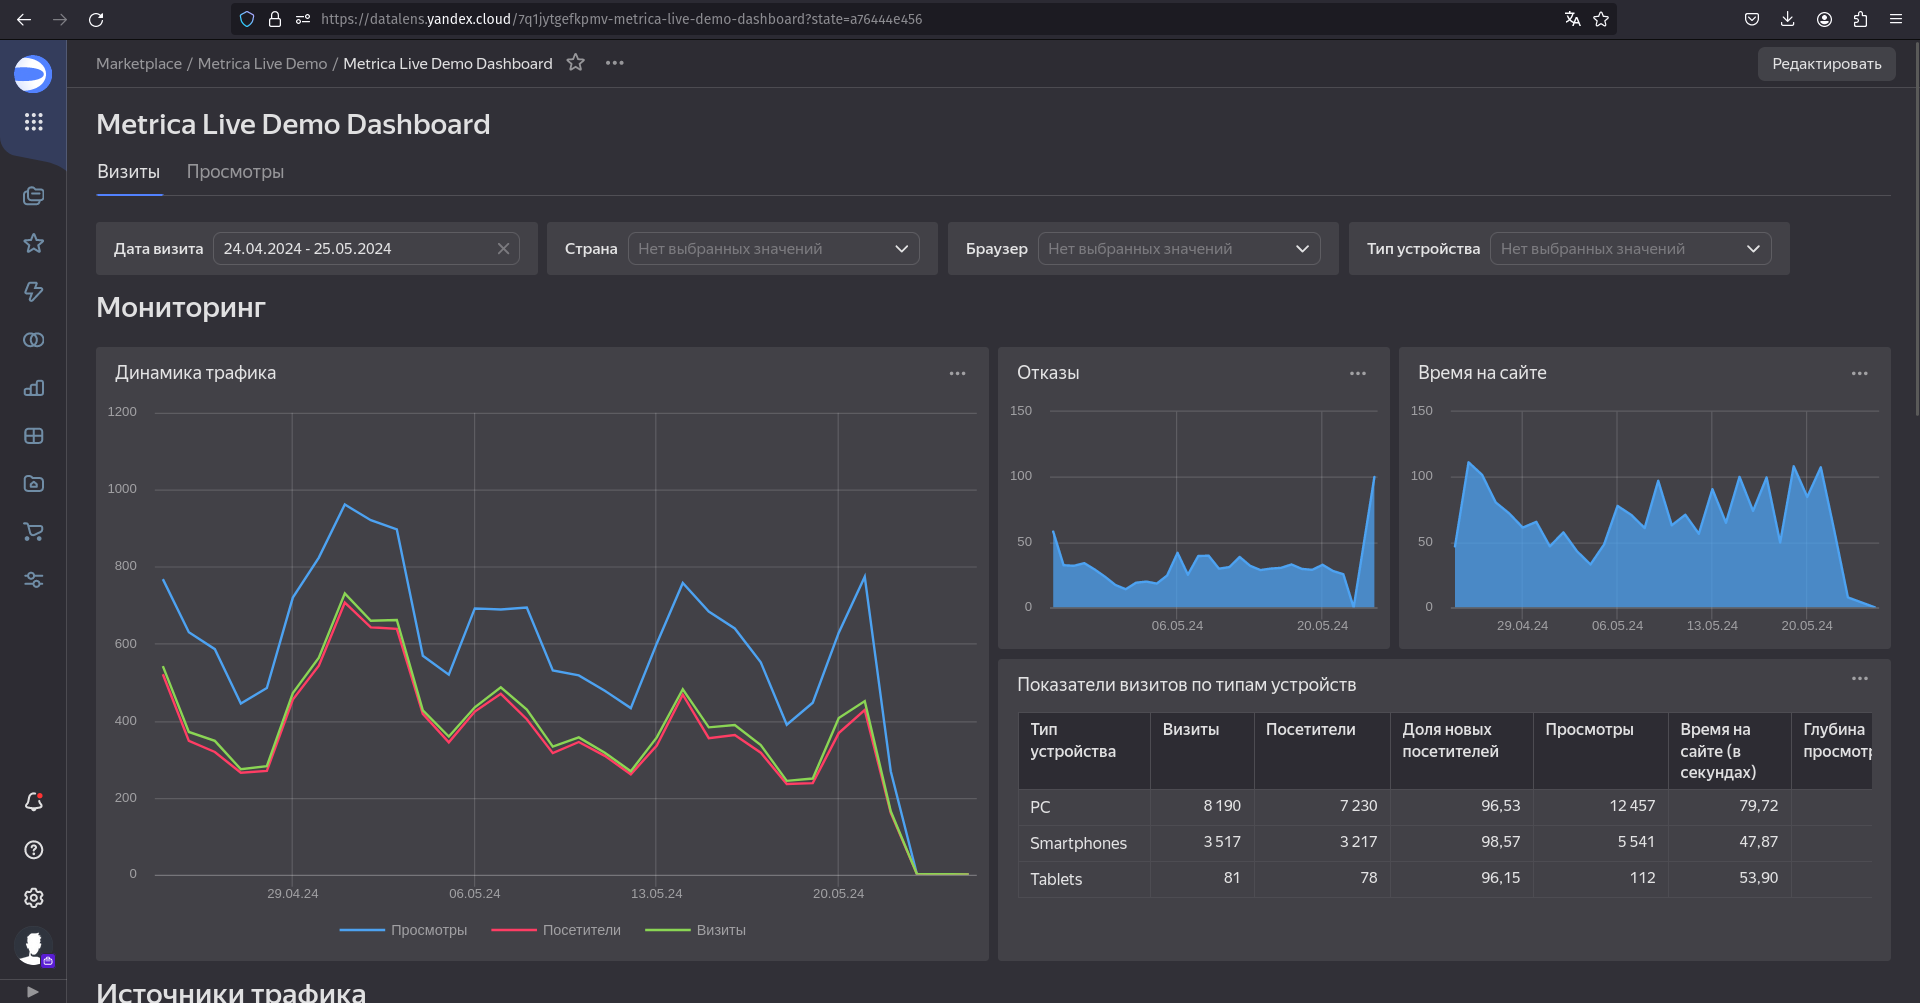 https://datalens.yandex.cloud/7q1jytgefkpmv-metrica-live-demo-dashboard?state=a76444e456
Marketplace / Metrica Live Demo / Metrica Live Demo Dashboard
Редактировать
Metrica Live Demo Dashboard
Визиты Просмотры
Дата визита 24.04.2024 - 25.05.2024
Страна Нет выбранных значений
Браузер Нет выбранных значений
Тип устройства Нет выбранных значений
Мониторинг
Динамика трафика
1200
1000
800
600
400
200
0
29.04.24 06.05.24 13.05.24 20.05.24
Просмотры Посетители Визиты
Отказы
150
100
50
0
06.05.24 20.05.24
Время на сайте
150
100
50
0
29.04.24 06.05.24 13.05.24 20.05.24
Показатели визитов по типам устройств
Тип устройства Визиты Посетители Доля новых посетителей Просмотры Время на сайте (в секундах) Глубина просмотр
PC 8 190 7 230 96,53 12 457 79,72
Smartphones 3 517 3 217 98,57 5 541 47,87
Tablets 81 78 96,15 112 53,90
Источники трафика